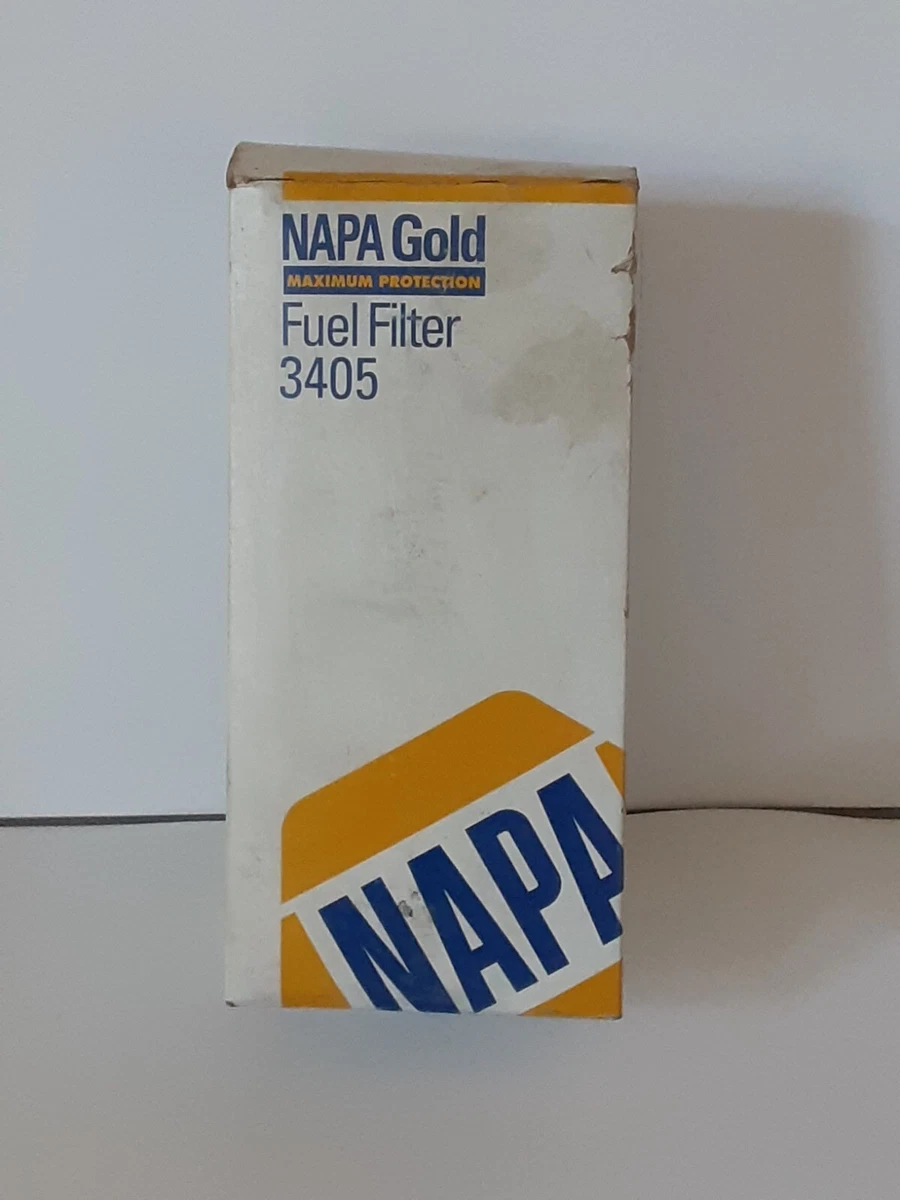 NAPA Gold
MAXIMUM PROTECTION
Fuel Filter
3405
NAPA